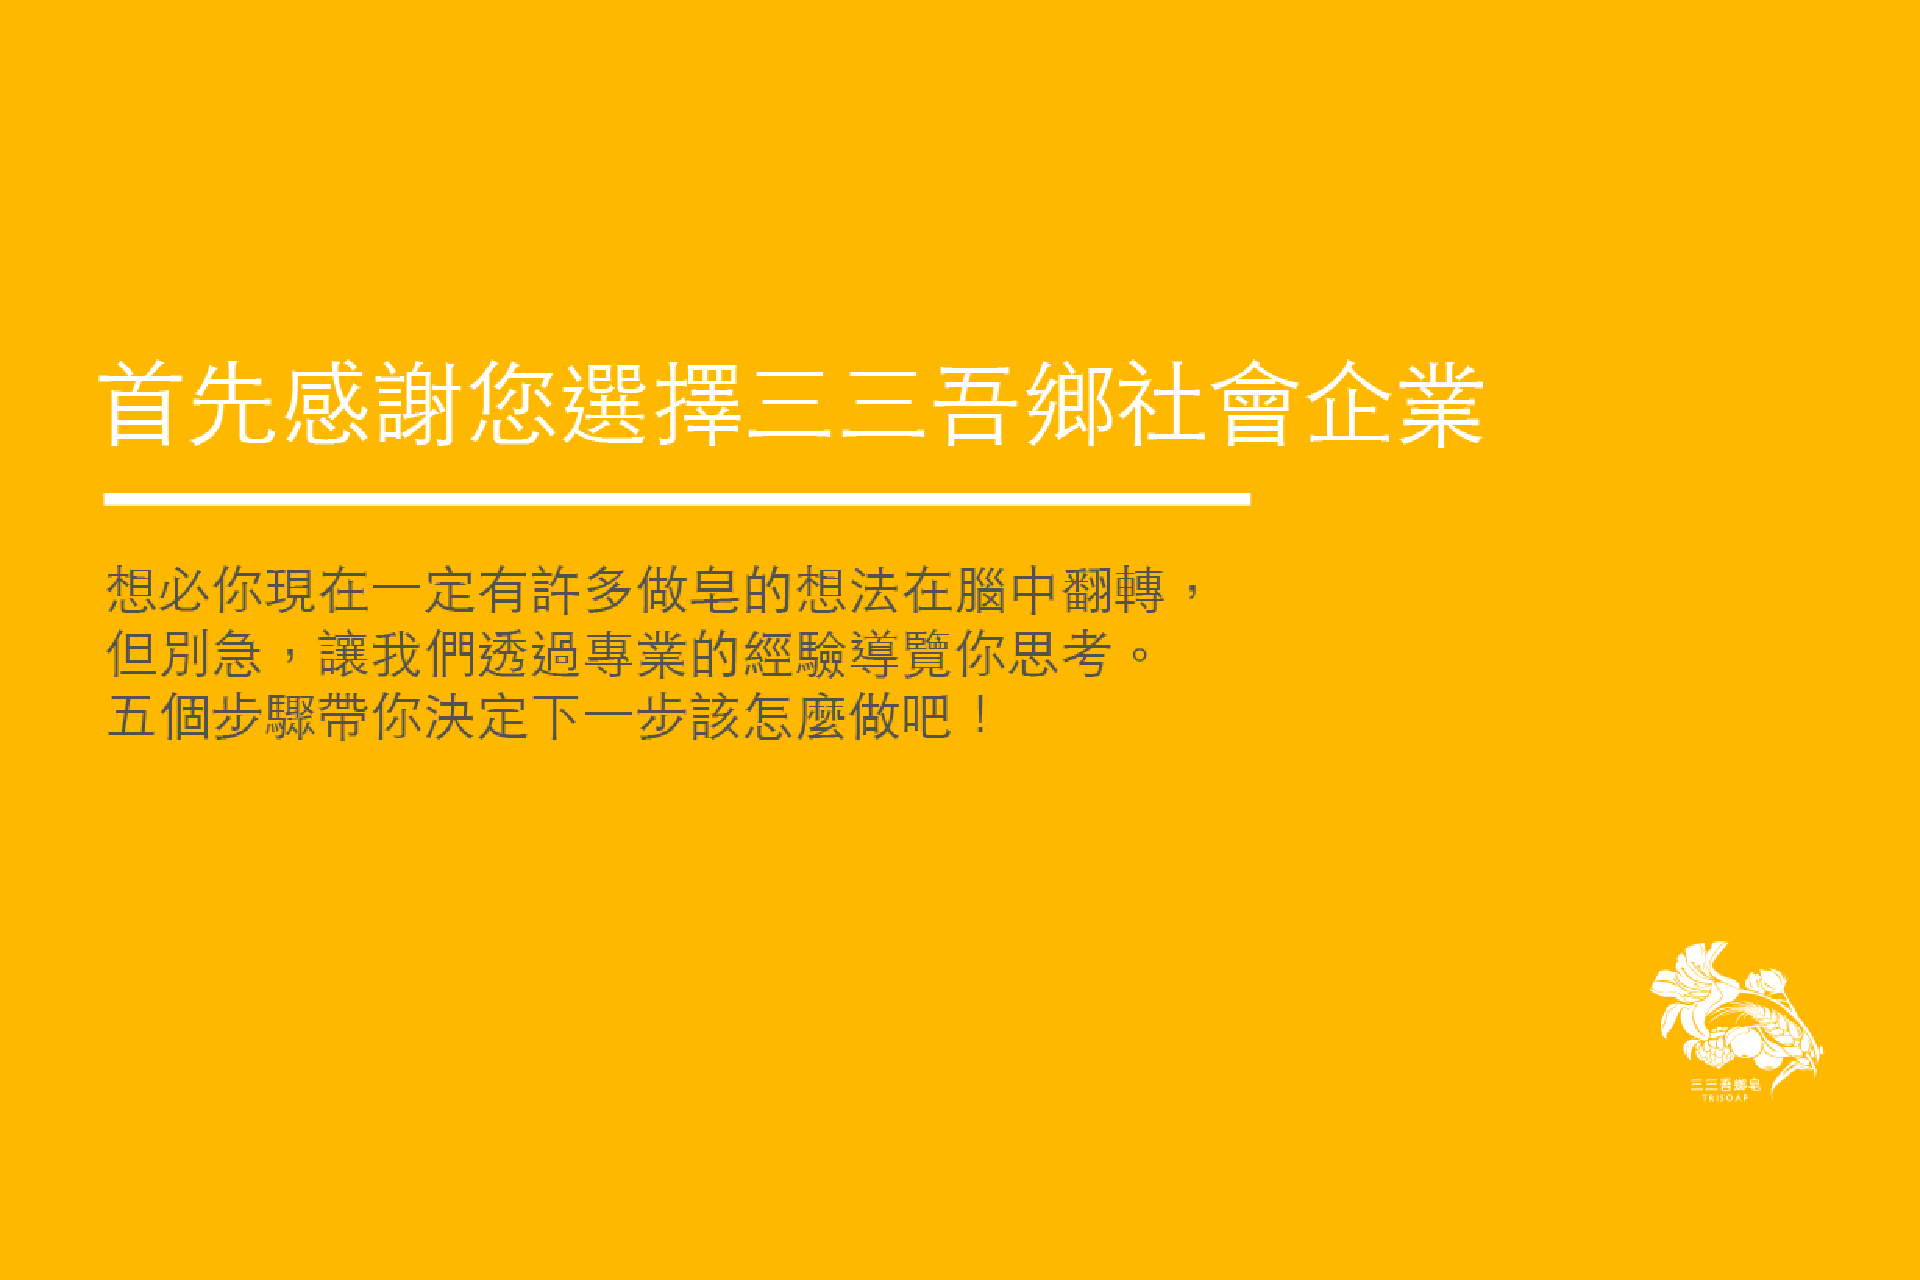 首先感謝您選擇三三吾鄉社會企業
想必你現在一定有許多做皂的想法在腦中翻轉，
但別急，讓我們透過專業的經驗導覽你思考。
五個步驟帶你決定下一步該怎麼做吧！
三三吾鄉皂
TRISOAP